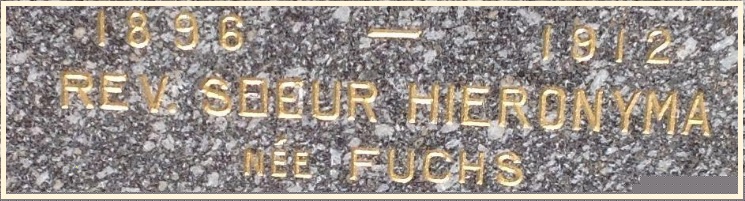 1896 — 1912
REV. SOEUR HIERONYMA
NÉE FUCHS